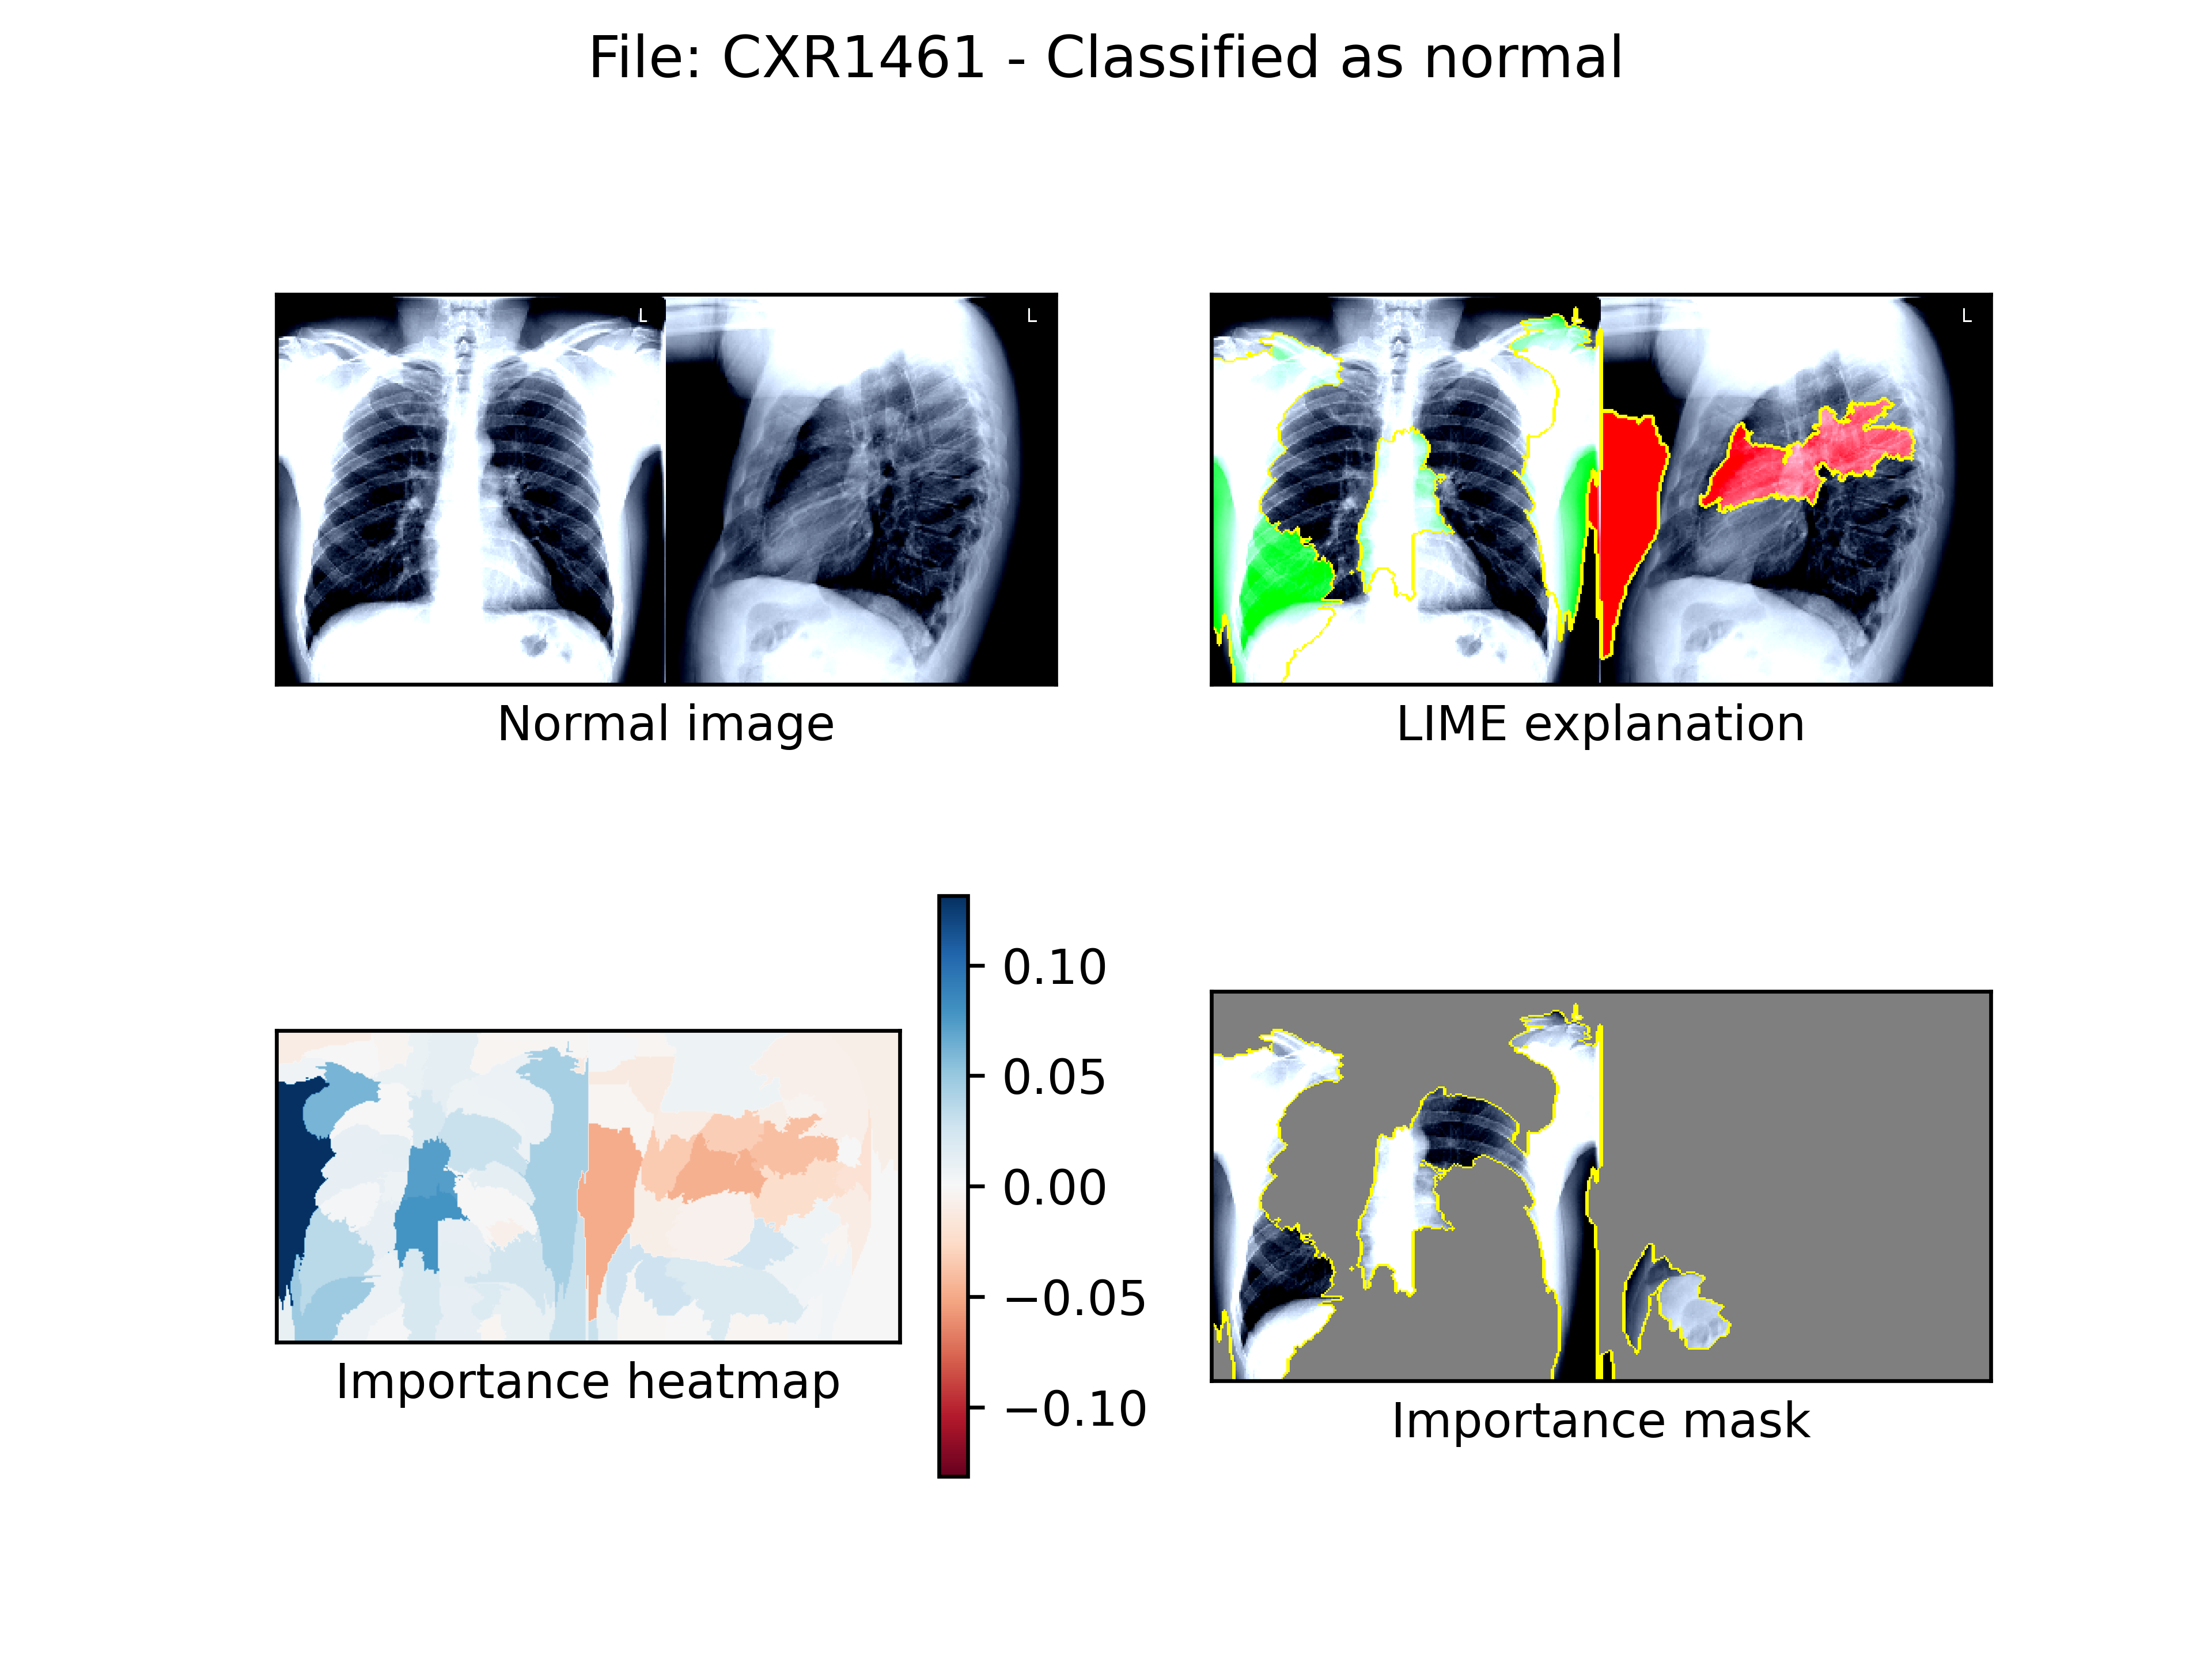 File: CXR1461 - Classified as normal
L
L
Normal image
L
LIME explanation
0.10
0.05
0.00
−0.05
−0.10
Importance heatmap
Importance mask